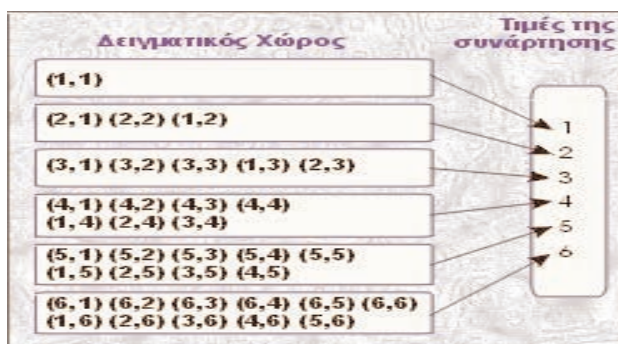 Δειγματικός Χώρος
Τιμές της
συνάρτησης
(1,1)
(2,1) (2,2) (1,2)
(3,1) (3,2) (3,3) (1,3) (2,3)
(4,1) (4,2) (4,3) (4,4)
(1,4) (2,4) (3,4)
(5,1) (5,2) (5,3) (5,4) (5,5)
(1,5) (2,5) (3,5) (4,5)
(6,1) (6,2) (6,3) (6,4) (6,5) (6,6)
(1,6) (2,6) (3,6) (4,6) (5,6)
1
2
3
4
5
6